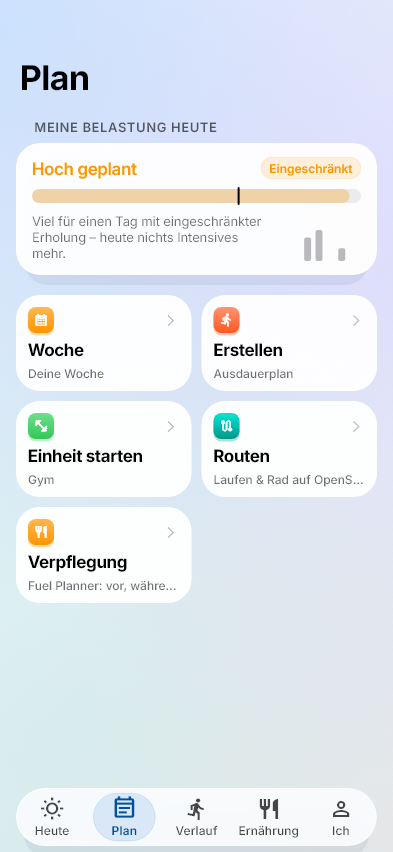 Plan
MEINE BELASTUNG HEUTE
Hoch geplant
Eingeschränkt
Viel für einen Tag mit eingeschränkter
Erholung – heute nichts Intensives
mehr.
Woche
Deine Woche
Erstellen
Ausdauerplan
Einheit starten
Gym
Routen
Laufen & Rad auf OpenS...
Verpflegung
Fuel Planner: vor, währe...
Heute
Plan
Verlauf
Ernährung
Ich